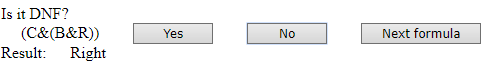 Is it DNF?
(C&(B&R)) Yes No Next formula
Result: Right